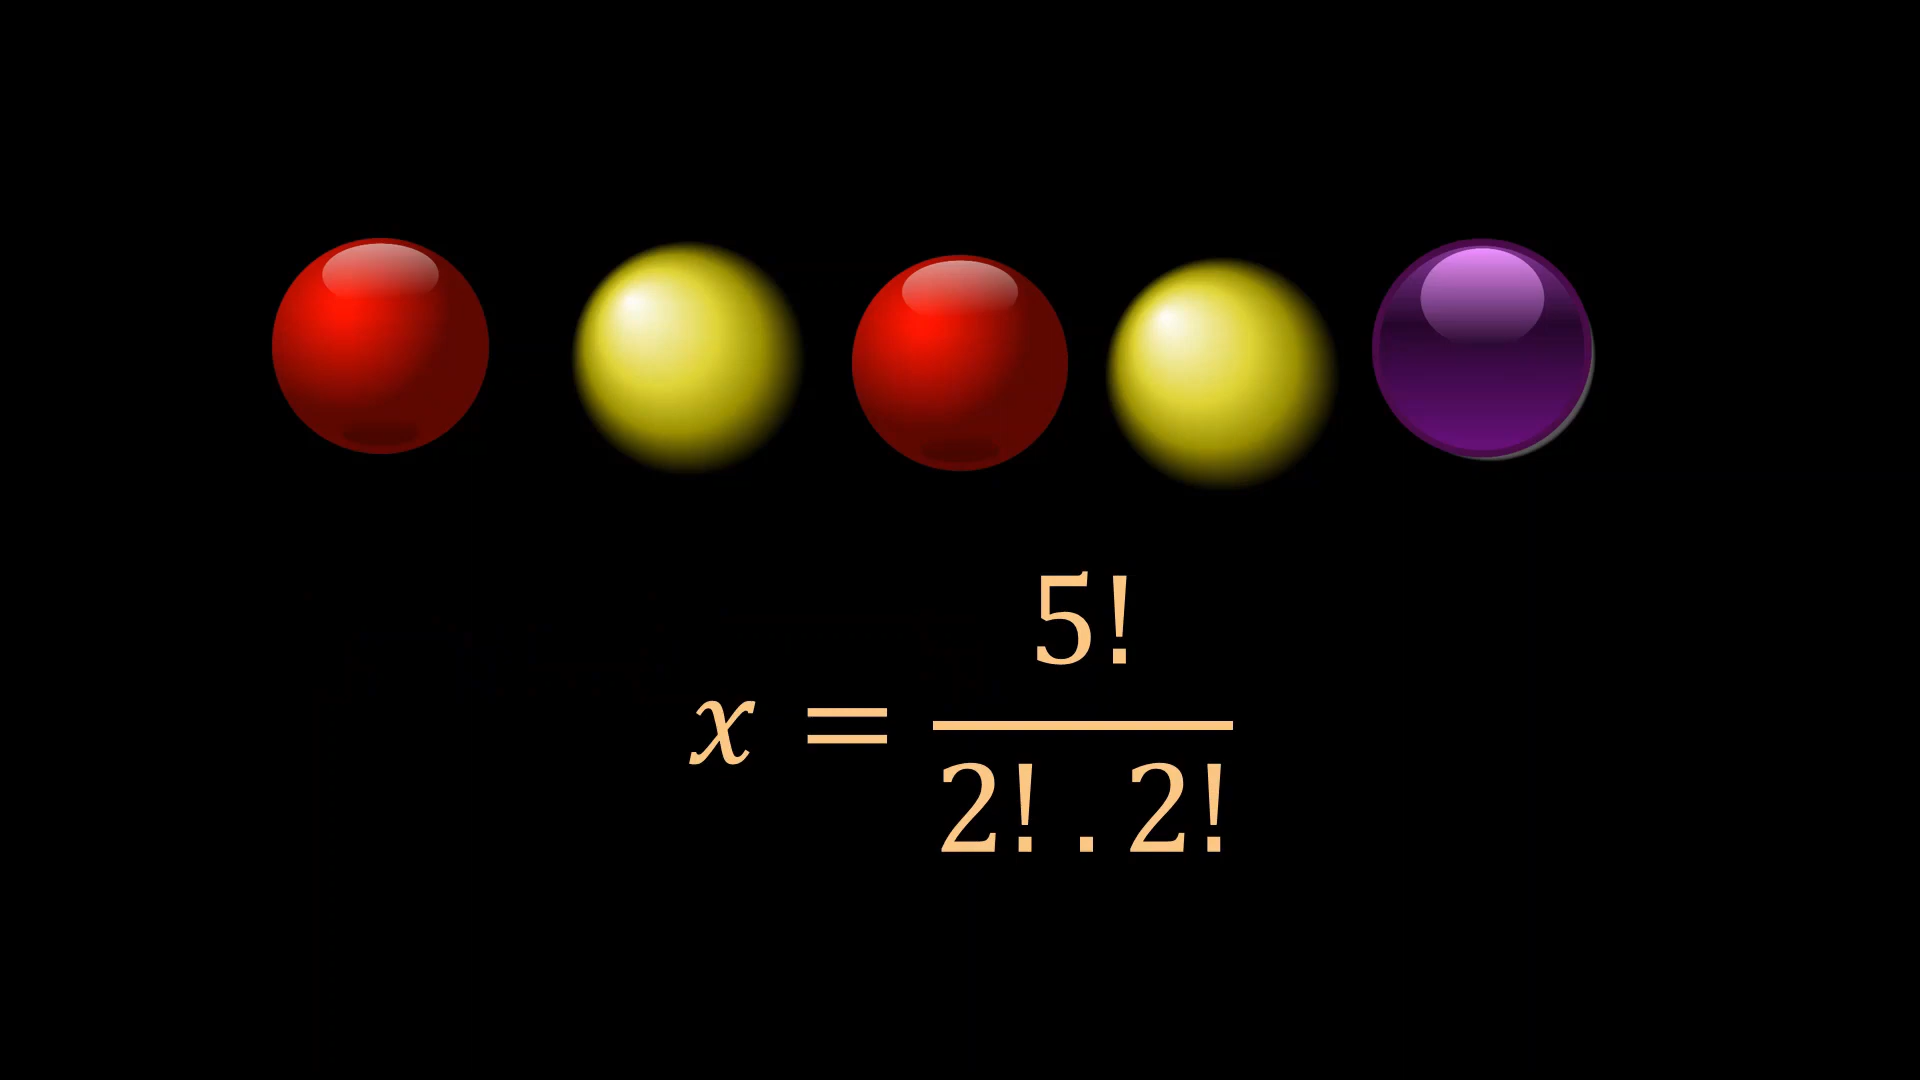 x = 5!
2! . 2!